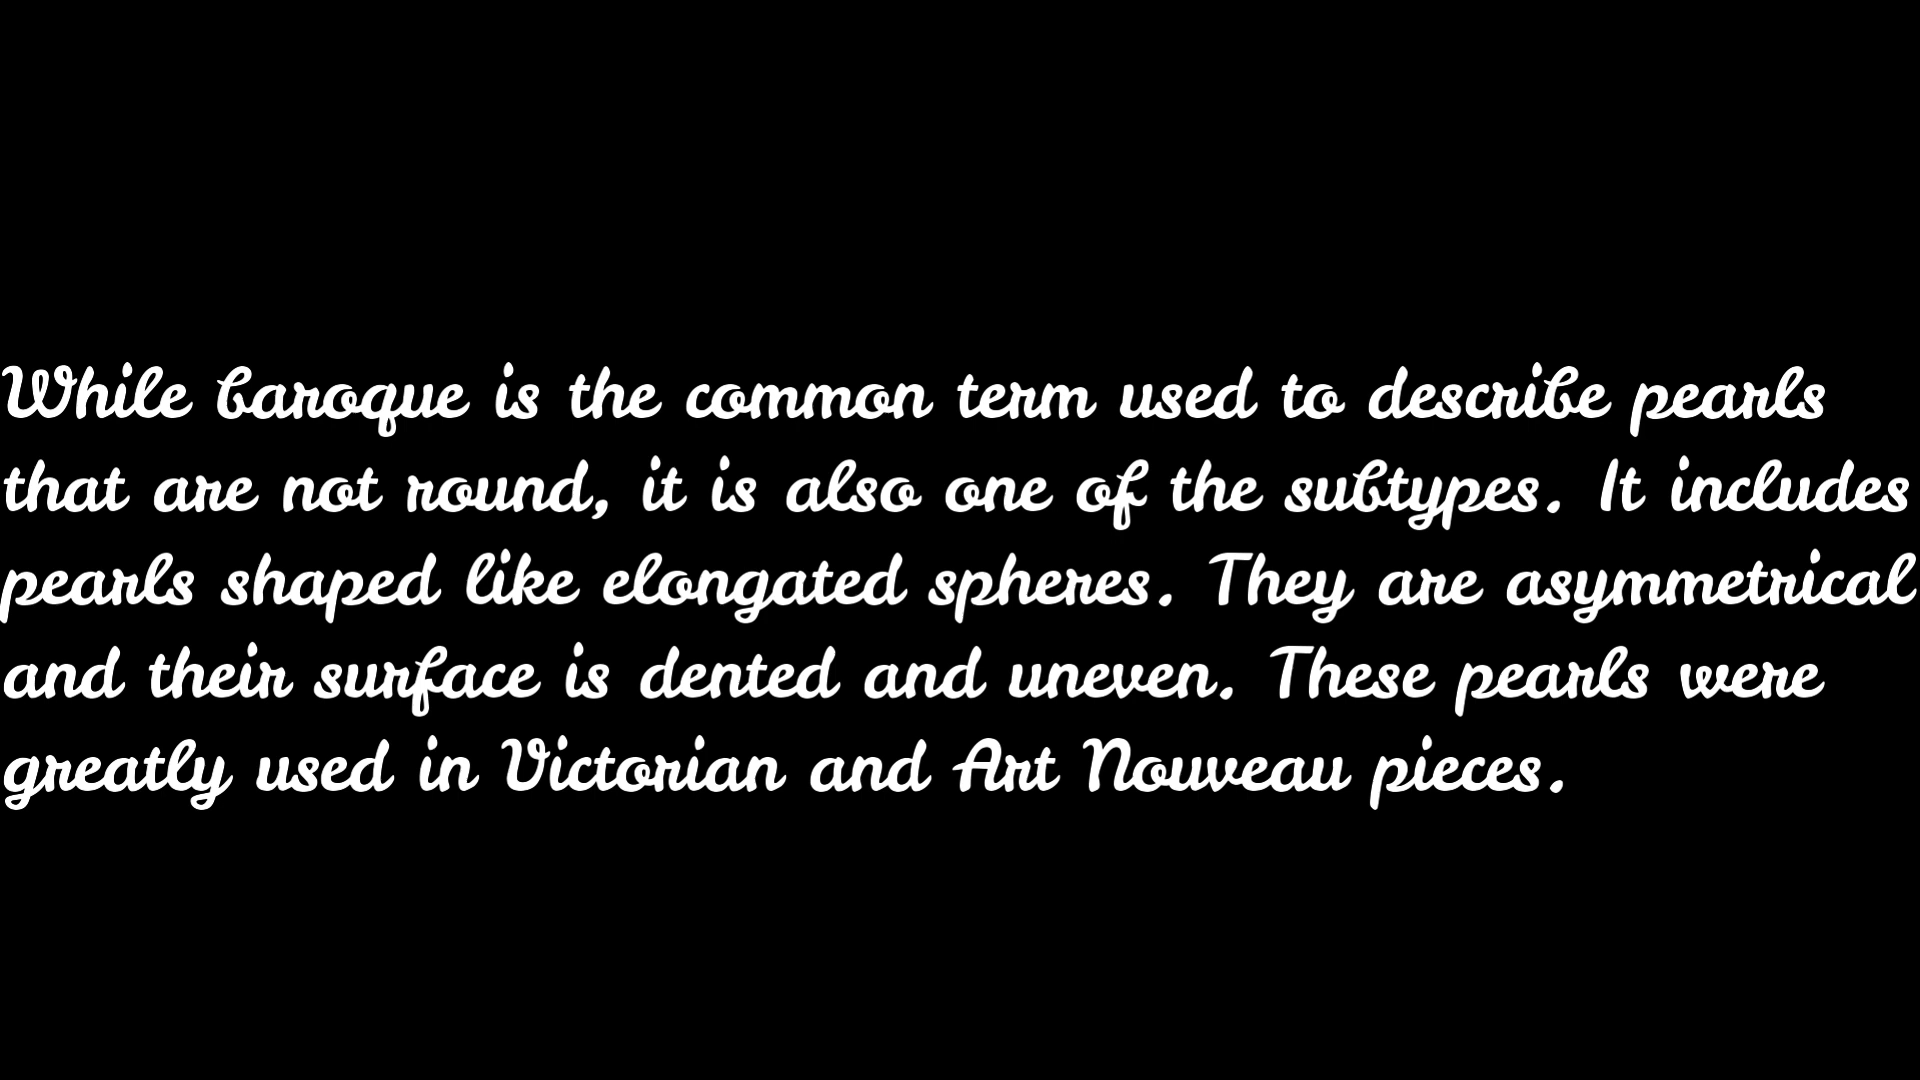 While baroque is the common term used to describe pearls
that are not round, it is also one of the subtypes. It includes
pearls shaped like elongated spheres. They are asymmetrical
and their surface is dented and uneven. These pearls were
greatly used in Victorian and Art Nouveau pieces.